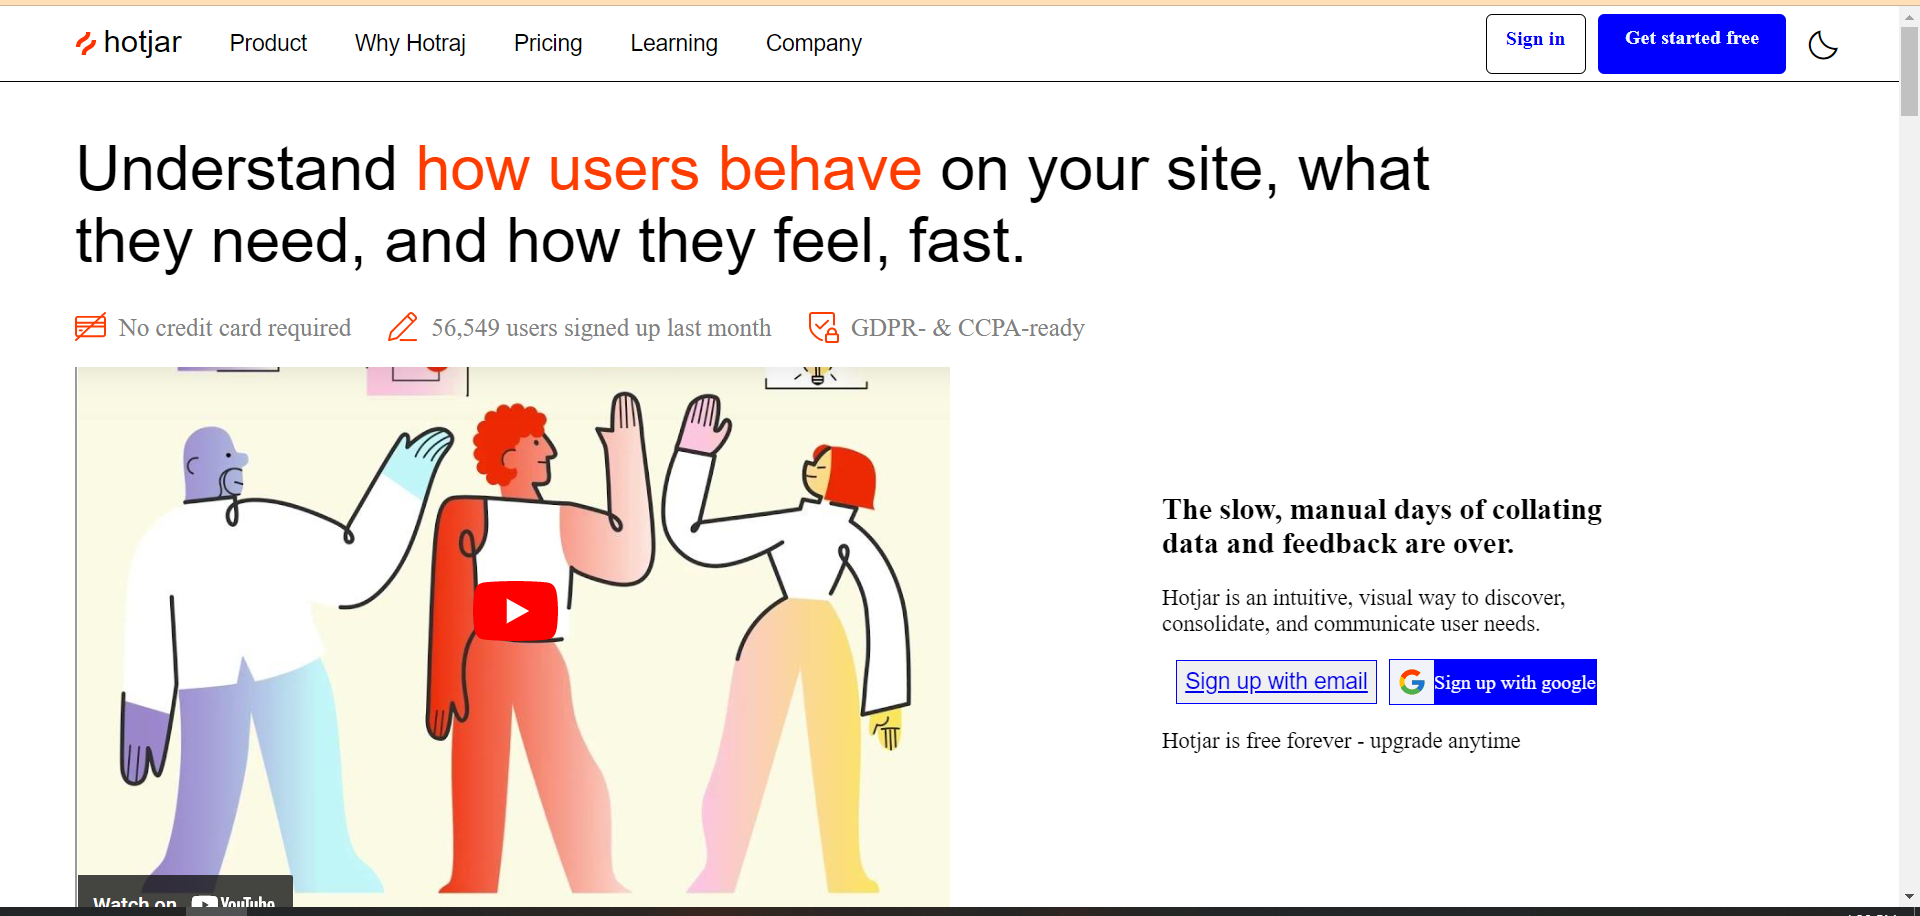 hotjar Product Why Hotraj Pricing Learning Company Sign in Get started free
Understand how users behave on your site, what
they need, and how they feel, fast.
No credit card required 56,549 users signed up last month GDPR- & CCPA-ready
The slow, manual days of collating
data and feedback are over.
Hotjar is an intuitive, visual way to discover,
consolidate, and communicate user needs.
Sign up with email Sign up with google
Hotjar is free forever - upgrade anytime
Watch on YouTube